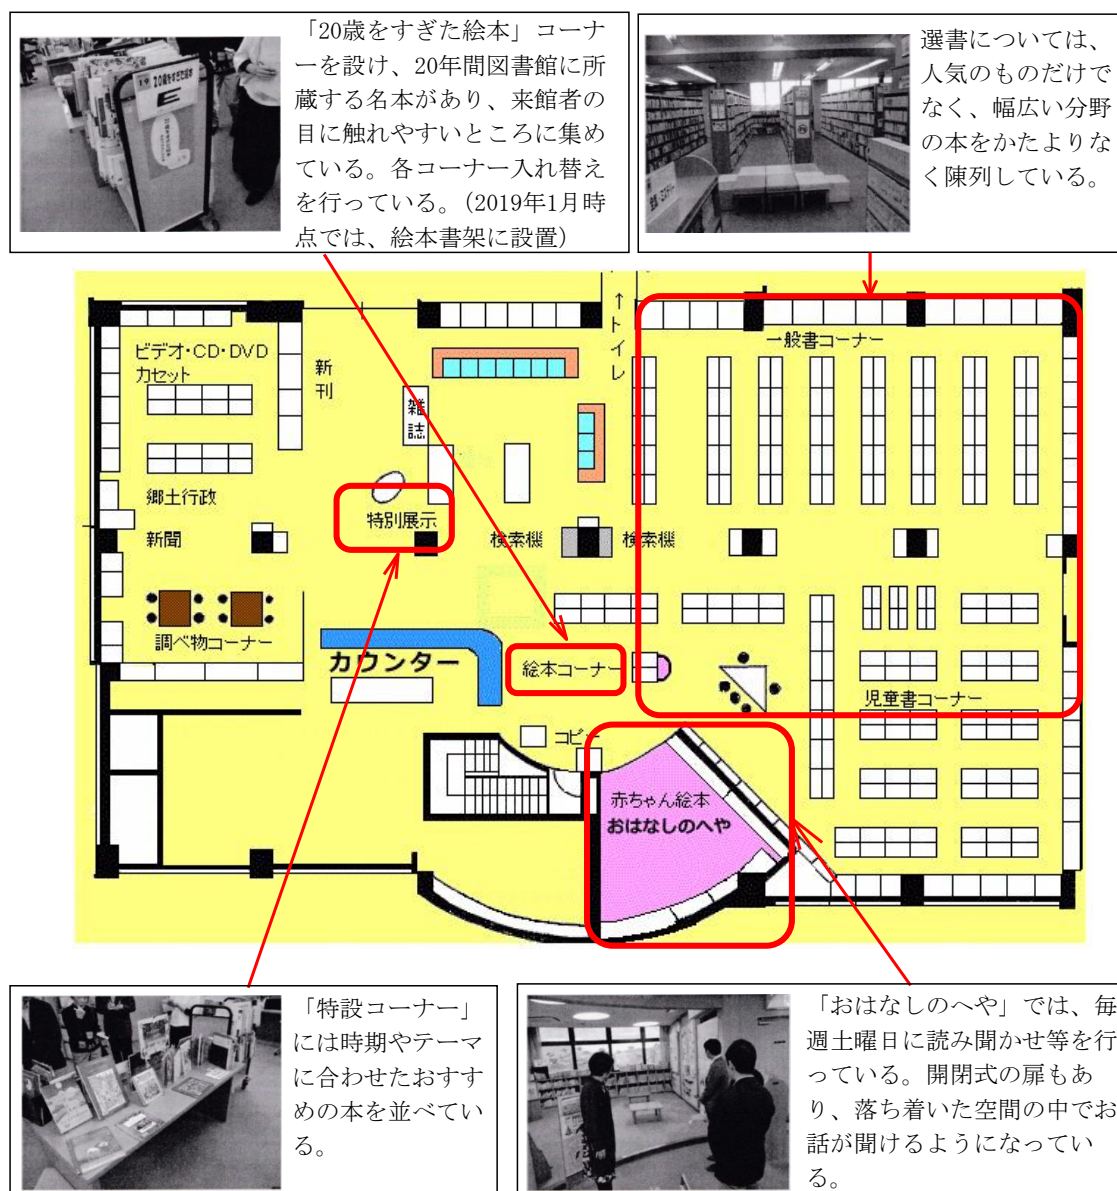 「20歳をすぎた絵本」コーナ
ーを設け、20年間図書館に所
蔵する名本があり、来館者の
目に触れやすいところに集め
ている。各コーナー入れ替え
を行っている。(2019年1月時
点では、絵本書架に設置)
20歳をすぎた絵本
E
選書については、
人気のものだけで
なく、幅広い分野
の本をかたよりな
く陳列している。
↑トイレ
一般書コーナー
ビデオ・CD・DVD
カセット
新刊
雑誌
郷土行政
特別展示
新聞
検索機
検索機
調べ物コーナー
カウンター
絵本コーナー
児童書コーナー
コピー
赤ちゃん絵本
おはなしのへや
「特設コーナー」
には時期やテーマ
に合わせたおすす
めの本を並べてい
る。
「おはなしのへや」では、毎
週土曜日に読み聞かせ等を行
っている。開閉式の扉もあ
り、落ち着いた空間の中でお
話が聞けるようになってい
る。